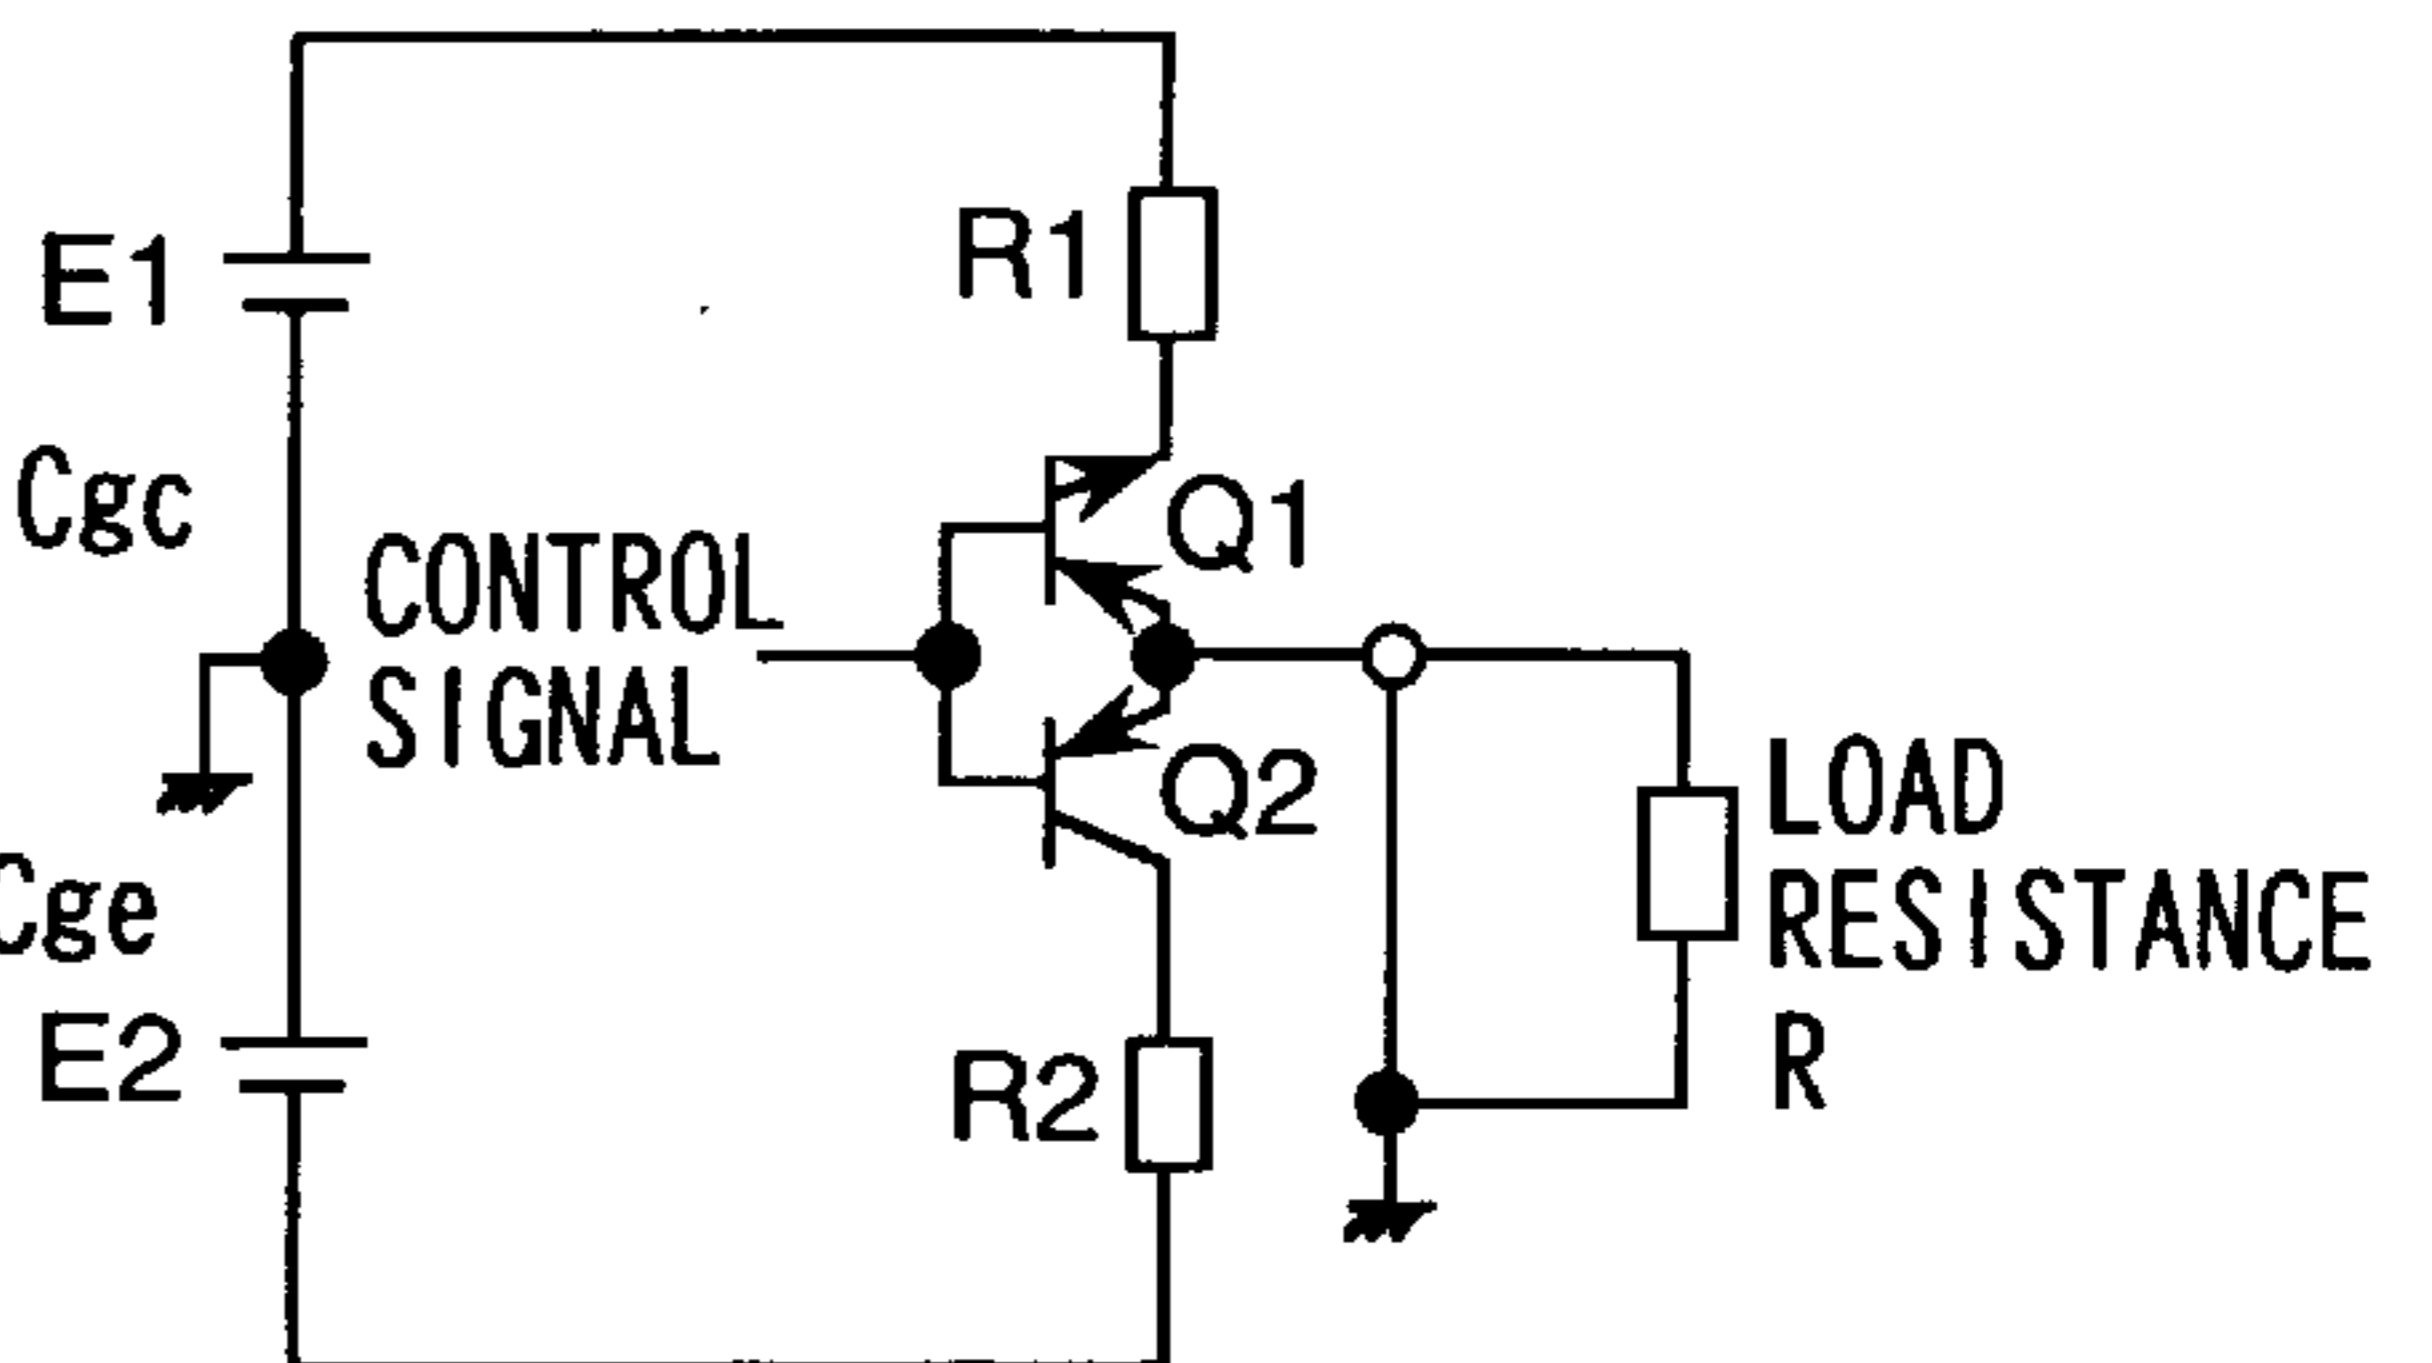 E1
R1
Cgc
Q1
CONTROL
SIGNAL
Q2
LOAD
RESISTANCE
R
Cge
E2
R2